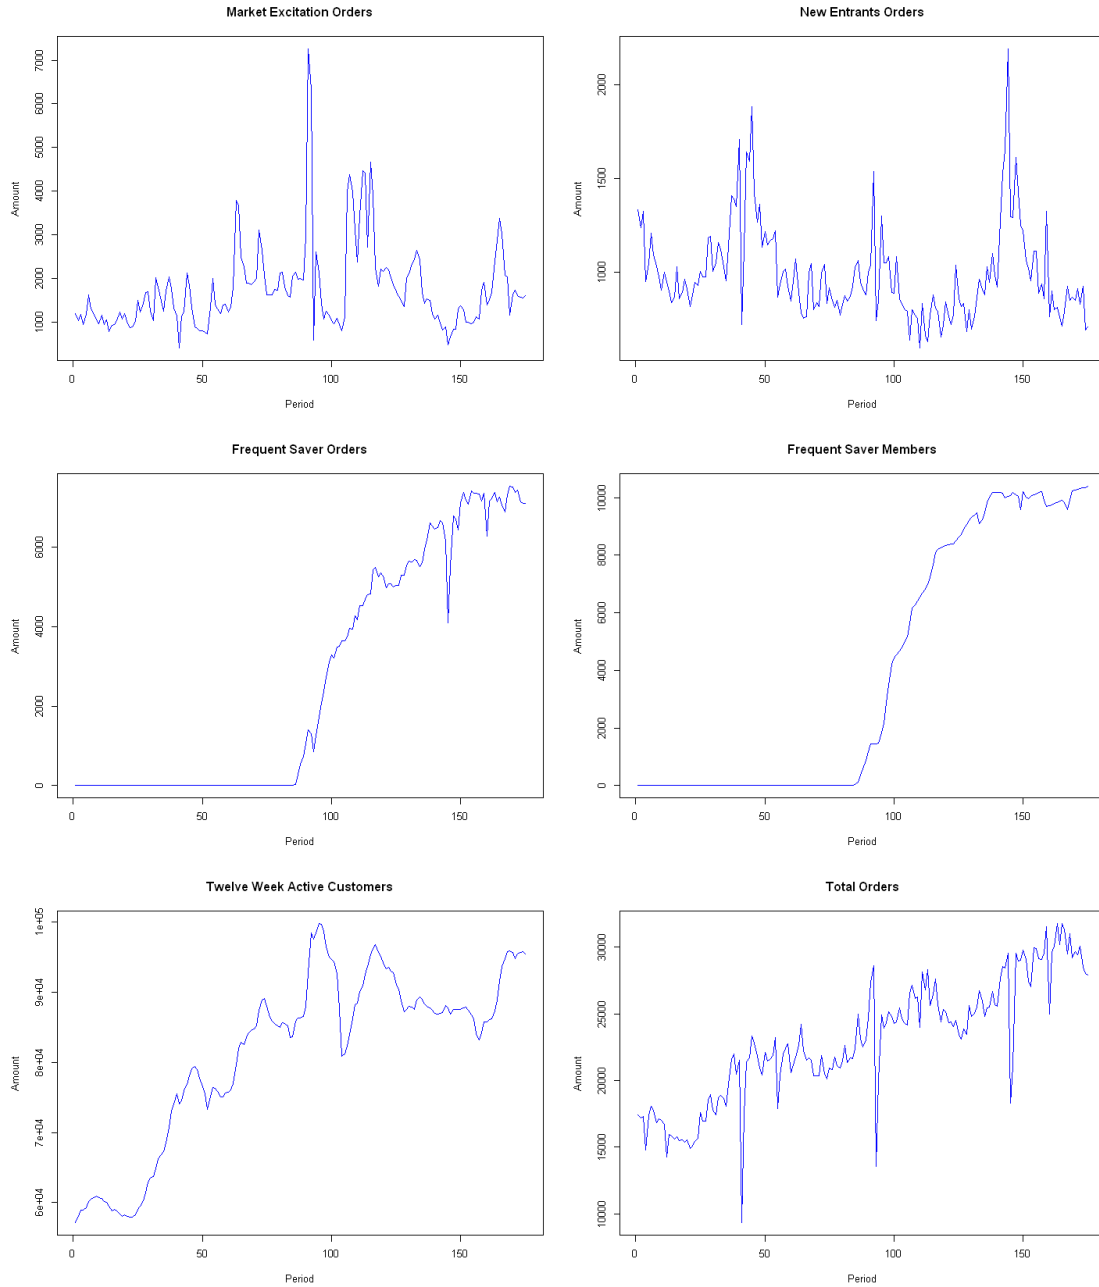 Market Excitation Orders
Amount
1000 2000 3000 4000 5000 6000 7000
0 50 100 150
Period
New Entrants Orders
Amount
1000 1500 2000
0 50 100 150
Period
Frequent Saver Orders
Amount
0 2000 4000 6000
0 50 100 150
Period
Frequent Saver Members
Amount
0 2000 4000 6000 8000 10000
0 50 100 150
Period
Twelve Week Active Customers
Amount
6e+04 7e+04 8e+04 9e+04 1e+05
0 50 100 150
Period
Total Orders
Amount
10000 15000 20000 25000 30000
0 50 100 150
Period